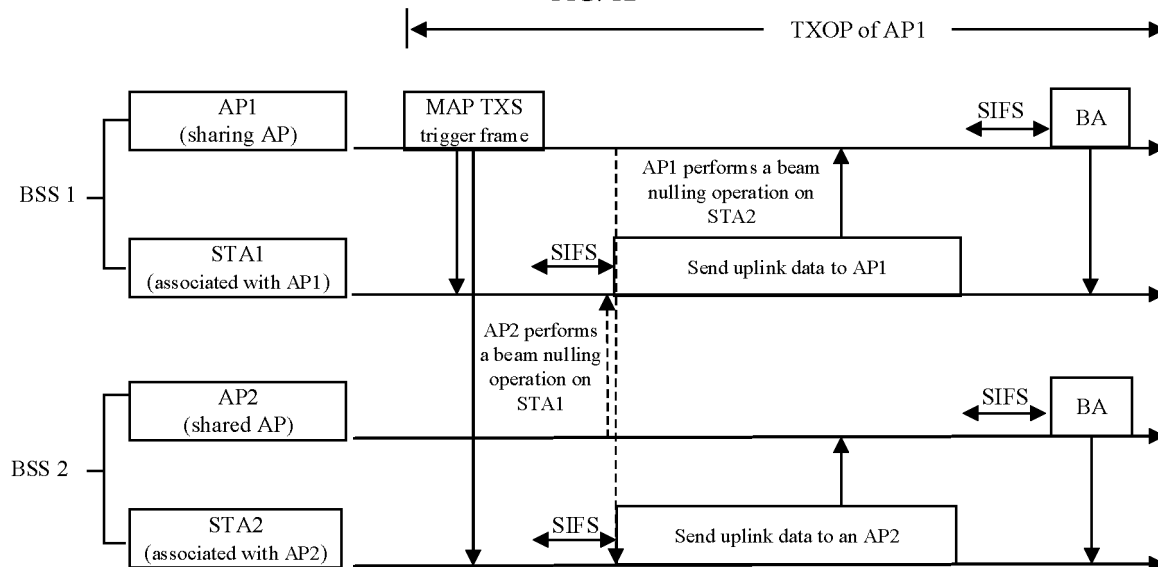 TXOP of AP1
AP1
(sharing AP)
MAP TXS
trigger frame
SIFS
BA
BSS 1
AP1 performs a beam
nulling operation on
STA2
STA1
(associated with AP1)
SIFS
Send uplink data to AP1
AP2 performs
a beam nulling
operation on
STA1
AP2
(shared AP)
SIFS
BA
BSS 2
STA2
(associated with AP2)
SIFS
Send uplink data to an AP2